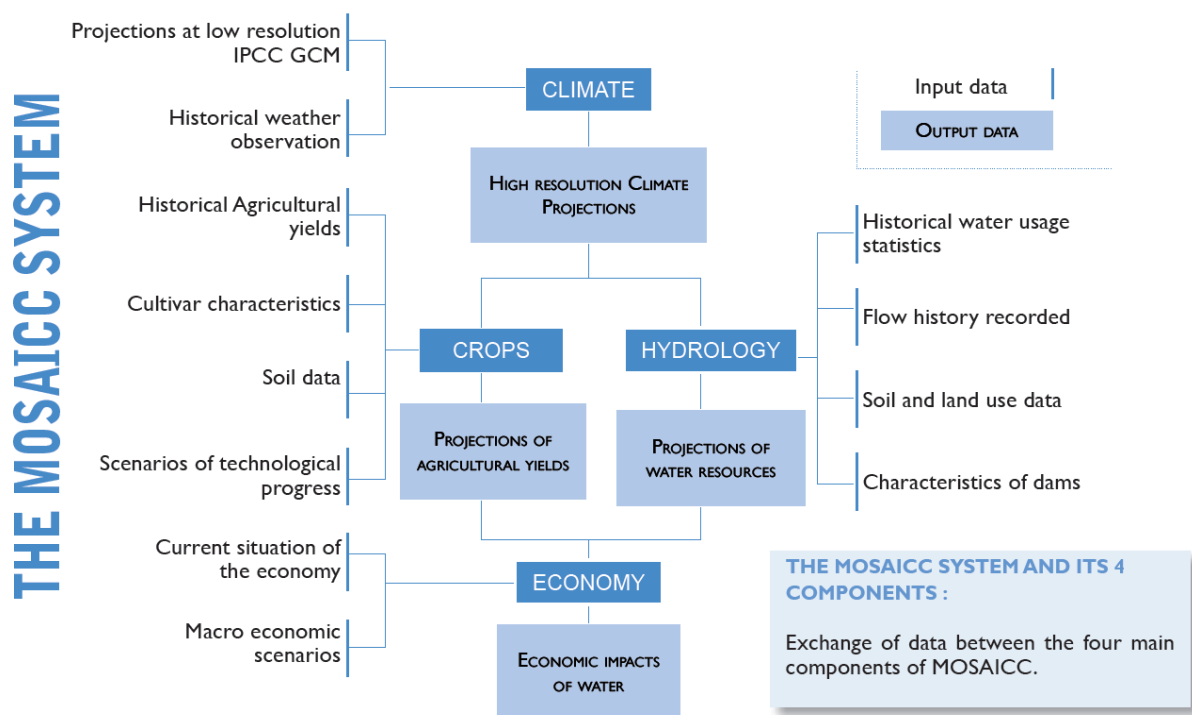 THE MOSAICC SYSTEM
Projections at low resolution
IPCC GCM
Historical weather
observation
CLIMATE
HIGH RESOLUTION CLIMATE
PROJECTIONS
Input data
OUTPUT DATA
Historical Agricultural
yields
Cultivar characteristics
Soil data
Scenarios of technological
progress
CROPS
PROJECTIONS OF
AGRICULTURAL YIELDS
HYDROLOGY
PROJECTIONS OF
WATER RESOURCES
Historical water usage
statistics
Flow history recorded
Soil and land use data
Characteristics of dams
Current situation of
the economy
Macro economic
scenarios
ECONOMY
ECONOMIC IMPACTS
OF WATER
THE MOSAICC SYSTEM AND ITS 4
COMPONENTS :
Exchange of data between the four main
components of MOSAICC.